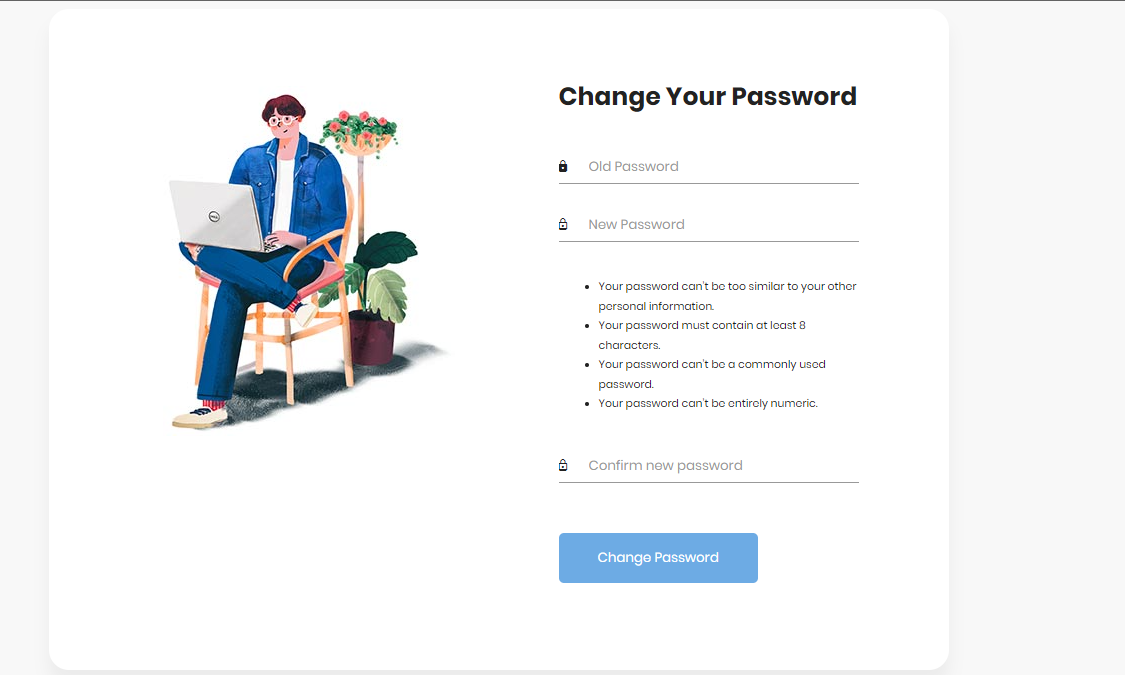 Change Your Password
Old Password
New Password
Your password can't be too similar to your other
personal information.
Your password must contain at least 8
characters.
Your password can't be a commonly used
password.
Your password can't be entirely numeric.
Confirm new password
Change Password